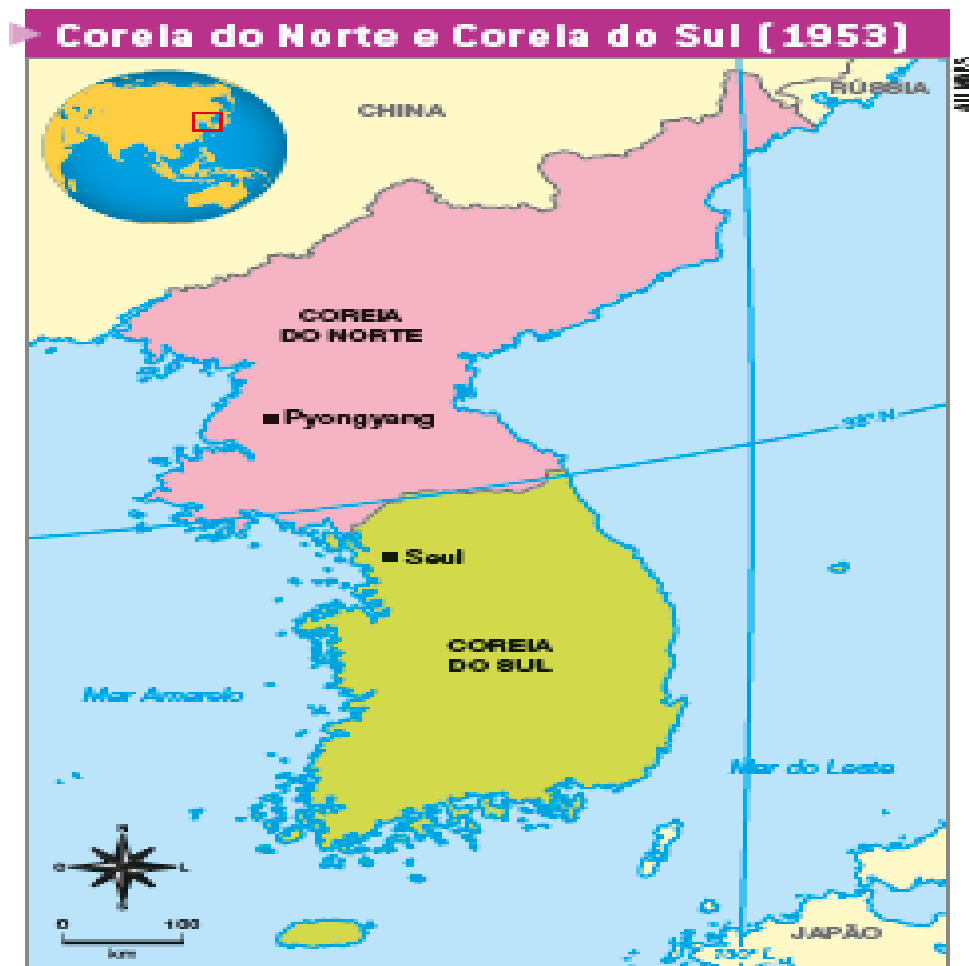 Coreia do Norte e Coreia do Sul (1953)
RÚSSIA
CHINA
COREIA
DO NORTE
Pyongyang
38° N
Seul
COREIA
DO SUL
Mar Amarelo
Mar do Leste
N
O
L
S
0 100
km
JAPÃO
130° L